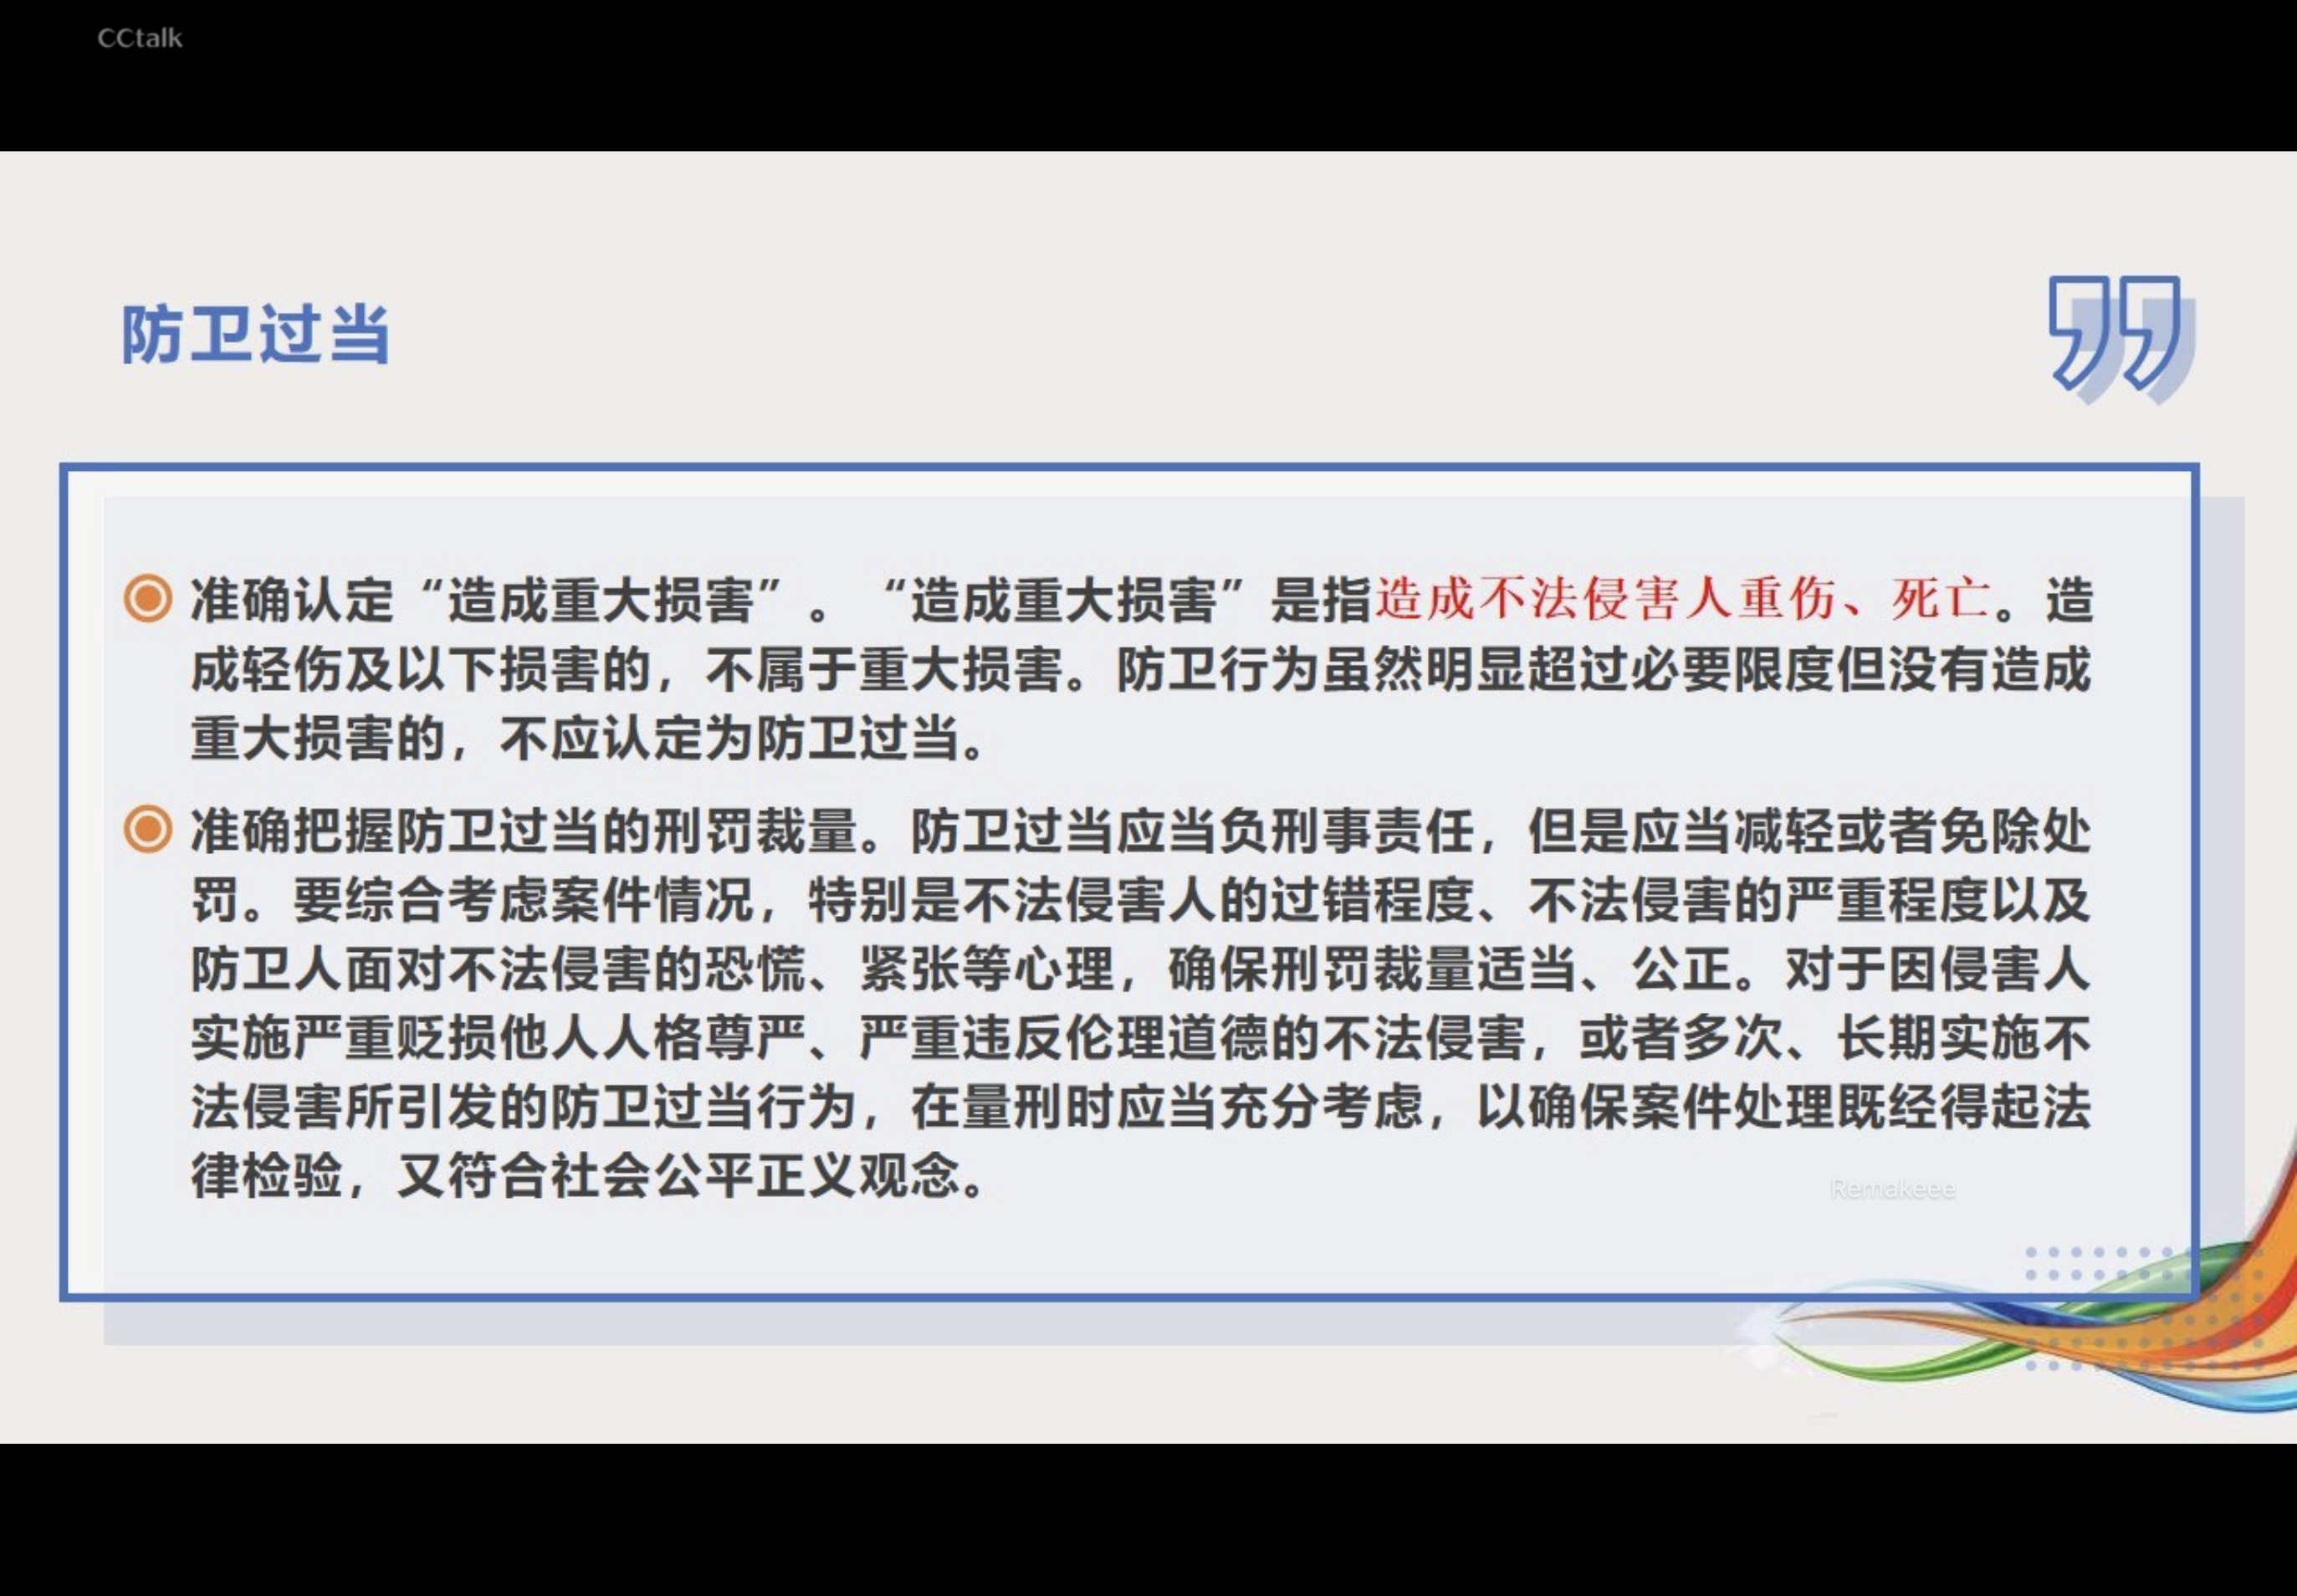 CCtalk
防卫过当
准确认定“造成重大损害”。“造成重大损害”是指造成不法侵害人重伤、死亡。造
成轻伤及以下损害的，不属于重大损害。防卫行为虽然明显超过必要限度但没有造成
重大损害的，不应认定为防卫过当。
准确把握防卫过当的刑罚裁量。防卫过当应当负刑事责任，但是应当减轻或者免除处
罚。要综合考虑案件情况，特别是不法侵害人的过错程度、不法侵害的严重程度以及
防卫人面对不法侵害的恐慌、紧张等心理，确保刑罚裁量适当、公正。对于因侵害人
实施严重贬损他人人格尊严、严重违反伦理道德的不法侵害，或者多次、长期实施不
法侵害所引发的防卫过当行为，在量刑时应当充分考虑，以确保案件处理既经得起法
律检验，又符合社会公平正义观念。
Remakeee